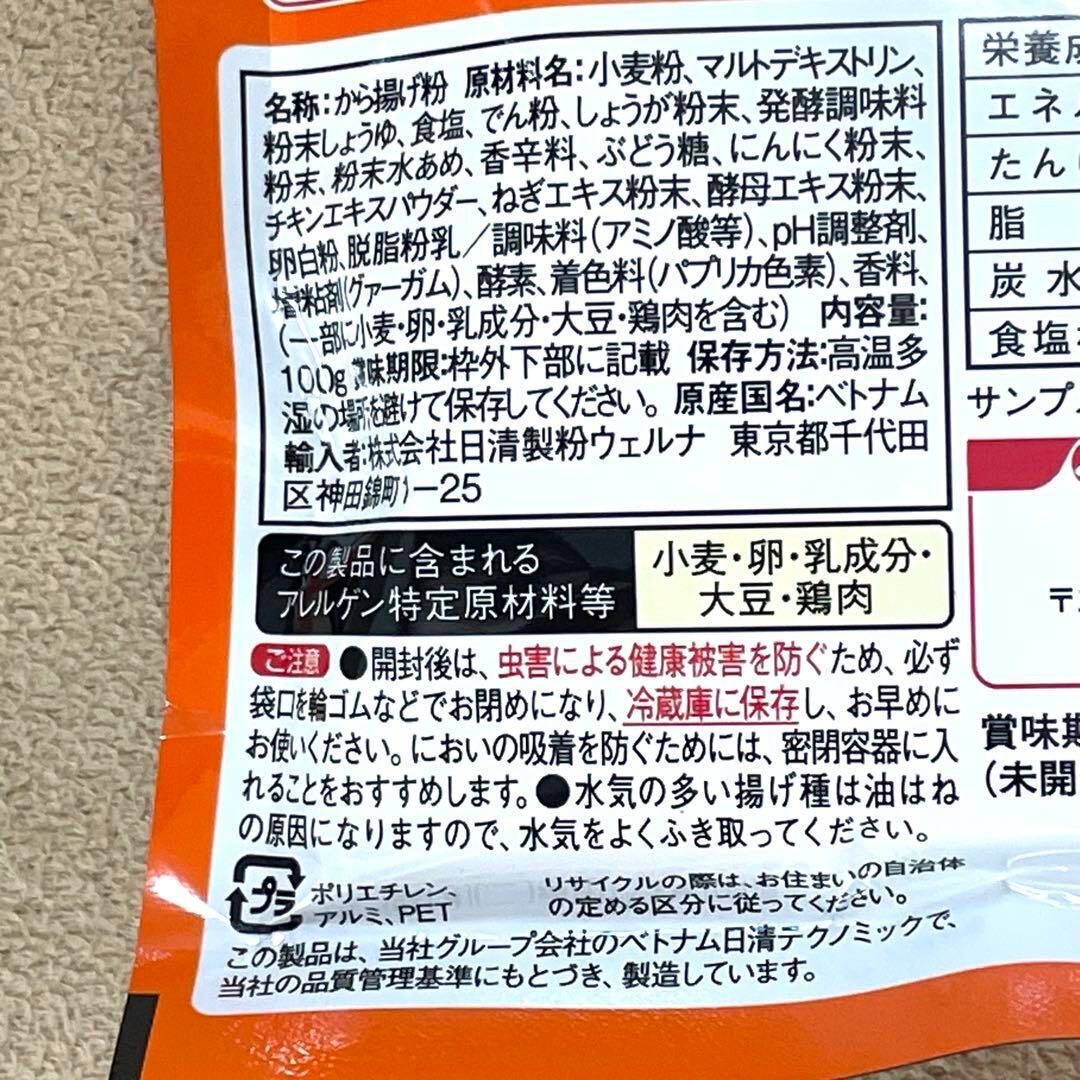 名称:から揚げ粉 原材料名:小麦粉、マルトデキストリン、
粉末しょうゆ、食塩、でん粉、しょうが粉末、発酵調味料
粉末、粉末水あめ、香辛料、ぶどう糖、にんにく粉末、
チキンエキスパウダー、ねぎエキス粉末、酵母エキス粉末、
卵白粉、脱脂粉乳／調味料(アミノ酸等)、pH調整剤、
増粘剤(グァーガム)、酵素、着色料(パプリカ色素)、香料、
(一部に小麦・卵・乳成分・大豆・鶏肉を含む) 内容量:
100g 賞味期限:枠外下部に記載 保存方法:高温多
湿の場所を避けて保存してください。 原産国名:ベトナム
輸入者:株式会社日清製粉ウェルナ 東京都千代田
区神田錦町1-25
この製品に含まれる
アレルゲン特定原材料等
小麦・卵・乳成分・
大豆・鶏肉
ご注意 ●開封後は、虫害による健康被害を防ぐため、必ず
袋口を輪ゴムなどでお閉めになり、冷蔵庫に保存し、お早めに
お使いください。においの吸着を防ぐためには、密閉容器に入
れることをおすすめします。●水気の多い揚げ種は油はね
の原因になりますので、水気をよくふき取ってください。
プラ
ポリエチレン、
アルミ、PET
リサイクルの際は、お住まいの自治体
の定める区分に従ってください。
この製品は、当社グループ会社のベトナム日清テクノミックで、
当社の品質管理基準にもとづき、製造しています。
栄養成
エネル
たんぱ
脂
炭水
食塩
サンプル
〒
賞味期
(未開